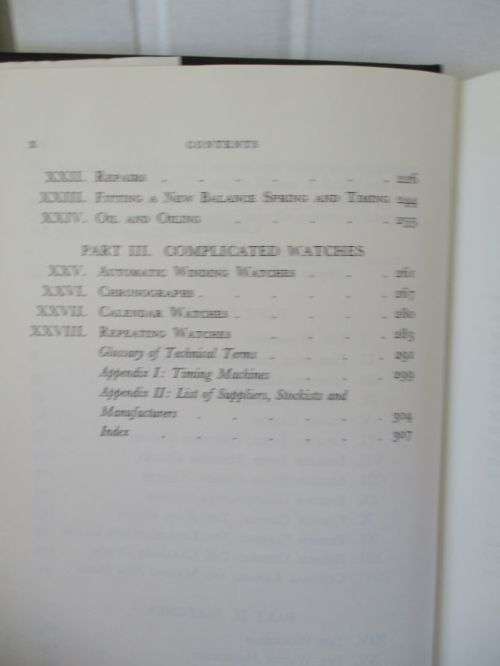 x CONTENTS
XXII. REPAIRS . . . . . . . 226
XXIII. FITTING A NEW BALANCE SPRING AND TIMING 244
XXIV. OIL AND OILING . . . . . 255
PART III. COMPLICATED WATCHES
XXV. AUTOMATIC WINDING WATCHES . . . 261
XXVI. CHRONOGRAPHS . . . . . . 267
XXVII. CALENDAR WATCHES . . . . . 280
XXVIII. REPEATING WATCHES . . . . . 283
Glossary of Technical Terms . . . . 291
Appendix I: Timing Machines . . . 299
Appendix II: List of Suppliers, Stockists and
Manufacturers . . . . . . 304
Index . . . . . . . 307